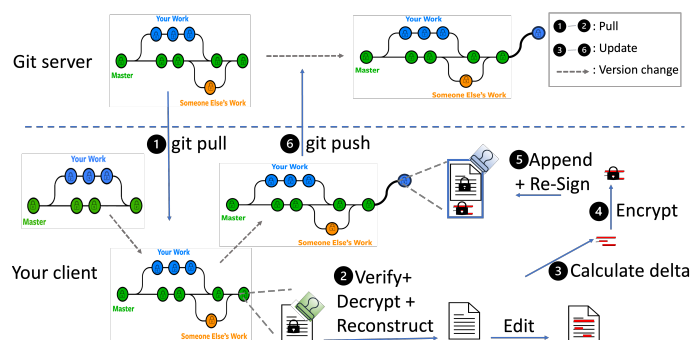 Your Work
Master
Someone Else's Work
Git server
Your Work
Master
Someone Else's Work
1 2 : Pull
3 6 : Update
: Version change
1 git pull
6 git push
Your Work
Master
Your Work
Master
Someone Else's Work
5 Append
+ Re-Sign
4 Encrypt
3 Calculate delta
Your client
Your Work
Master
Someone Else's Work
2 Verify+
Decrypt +
Reconstruct
Edit